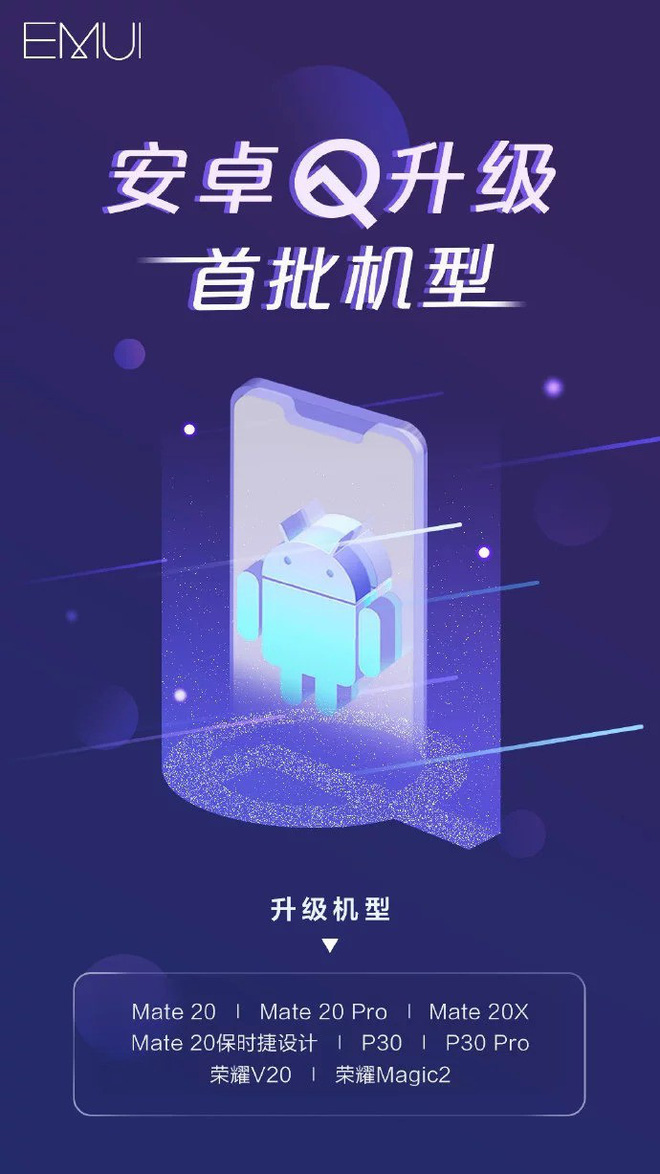 EMUI
安卓Q升级
首批机型
升级机型
Mate 20 | Mate 20 Pro | Mate 20X
Mate 20保时捷设计 | P30 | P30 Pro
荣耀V20 | 荣耀Magic2